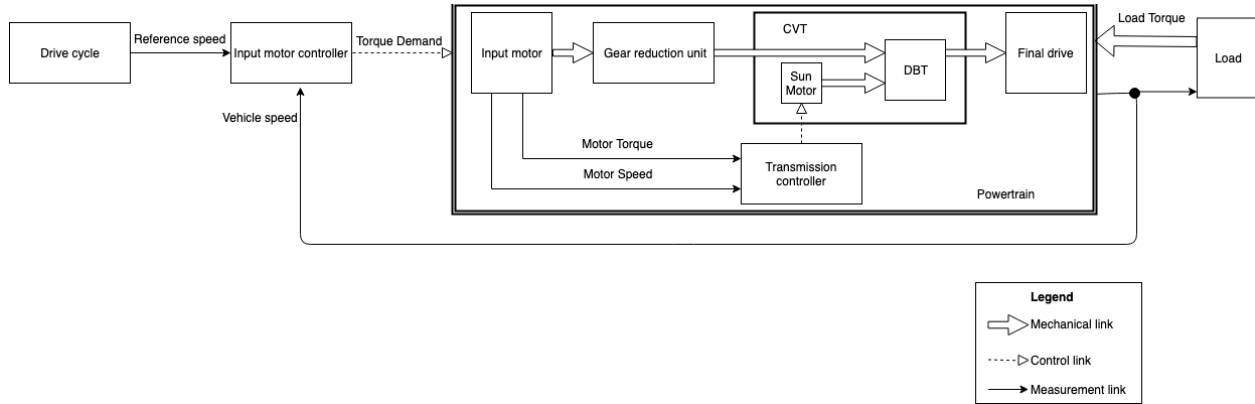 Drive cycle
Reference speed
Input motor controller
Torque Demand
Vehicle speed
Input motor
Gear reduction unit
CVT
Sun
Motor
DBT
Final drive
Load Torque
Load
Motor Torque
Motor Speed
Transmission
controller
Powertrain
Legend
Mechanical link
Control link
Measurement link